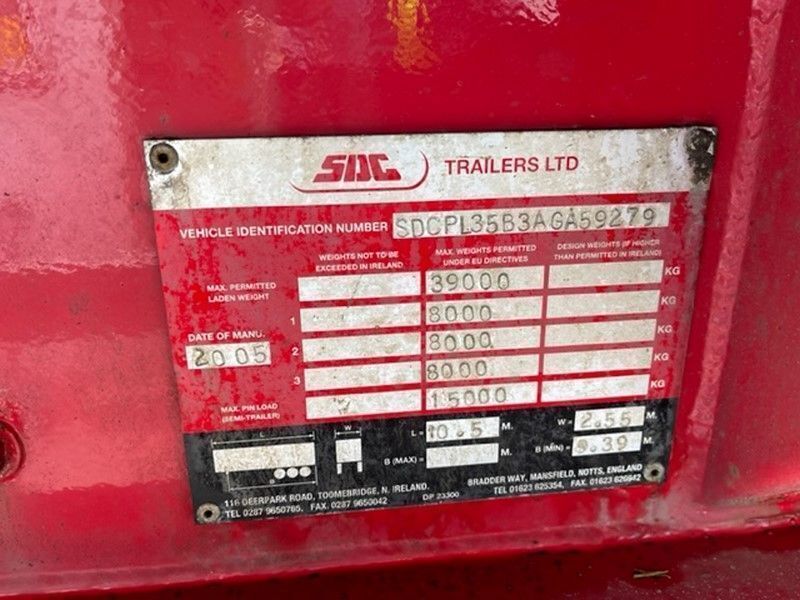 SDC TRAILERS LTD
VEHICLE IDENTIFICATION NUMBER SDCPL35B3AGA59279
WEIGHTS NOT TO BE EXCEEDED IN IRELAND
MAX. WEIGHTS PERMITTED UNDER EU DIRECTIVES
DESIGN WEIGHTS (IF HIGHER THAN PERMITTED IN IRELAND)
MAX. PERMITTED LADEN WEIGHT 39000 KG
1 8000 KG
DATE OF MANU. 2005
2 8000 KG
3 8000 KG
MAX. PIN LOAD (SEMI-TRAILER) 15000 KG
L W L = 10.5 M. W = 2.55 M.
B B (MAX) = M. B (MIN) = 9.39 M.
116 DEERPARK ROAD, TOOMEBRIDGE, N. IRELAND.
TEL 0287 9650765. FAX. 0287 9650042
DP 23300
BRADDER WAY, MANSFIELD, NOTTS, ENGLAND
TEL 01623 625354, FAX. 01623 626942